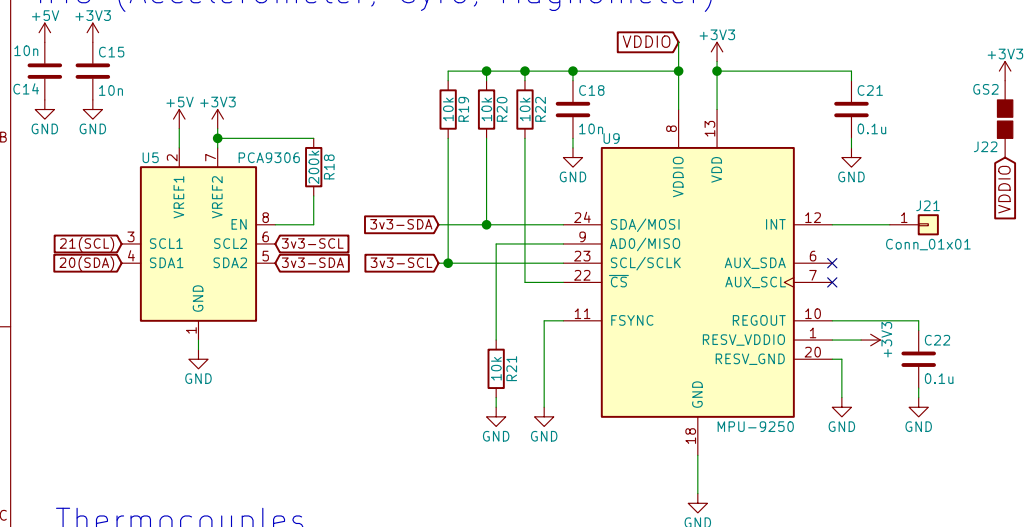 IMU (Accelerometer, Gyro, Magnometer)
+5V
+3V3
10n
C14
GND
C15
10n
GND
+5V
+3V3
U5
PCA9306
2
7
VREF1
VREF2
200k
R18
EN
8
21(SCL)
3
SCL1
SCL2
6
3v3-SCL
20(SDA)
4
SDA1
SDA2
5
3v3-SDA
GND
1
GND
VDDIO
+3V3
10k
R19
10k
R20
10k
R22
C18
10n
GND
U9
8
13
VDDIO
VDD
C21
0.1u
GND
+3V3
GS2
J22
VDDIO
3v3-SDA
24
SDA/MOSI
9
AD0/MISO
3v3-SCL
23
SCL/SCLK
22
CS
11
FSYNC
INT
12
J21
1
Conn_01x01
AUX_SDA
6
AUX_SCL
7
REGOUT
10
RESV_VDDIO
1
+3V3
RESV_GND
20
C22
0.1u
10k
R21
GND
GND
GND
18
MPU-9250
GND
GND
GND
B
C
Thermocouples